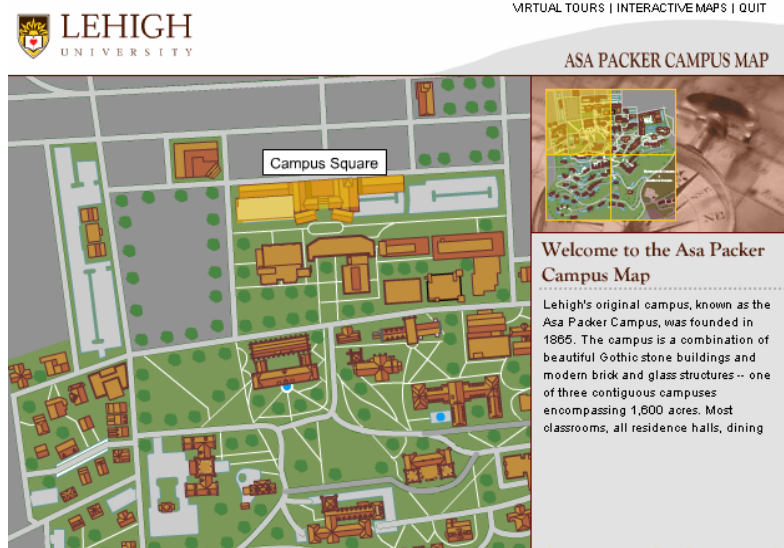 VIRTUAL TOURS | INTERACTIVE MAPS | QUIT
LEHIGH
UNIVERSITY
ASA PACKER CAMPUS MAP
Campus Square
Welcome to the Asa Packer
Campus Map
Lehigh's original campus, known as the
Asa Packer Campus, was founded in
1865. The campus is a combination of
beautiful Gothic stone buildings and
modern brick and glass structures -- one
of three contiguous campuses
encompassing 1,600 acres. Most
classrooms, all residence halls, dining